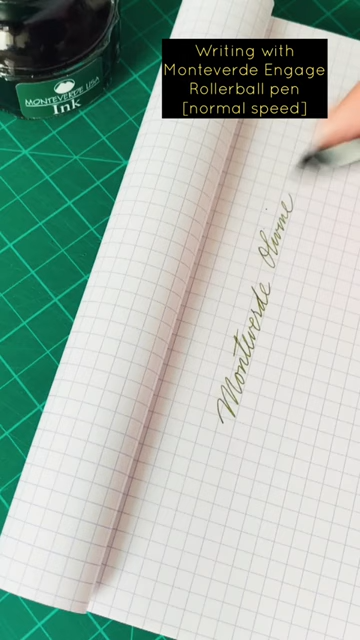 Writing with
Monteverde Engage
Rollerball pen
[normal speed]
MONTEVERDE USA
Ink
Monteverde Olivine